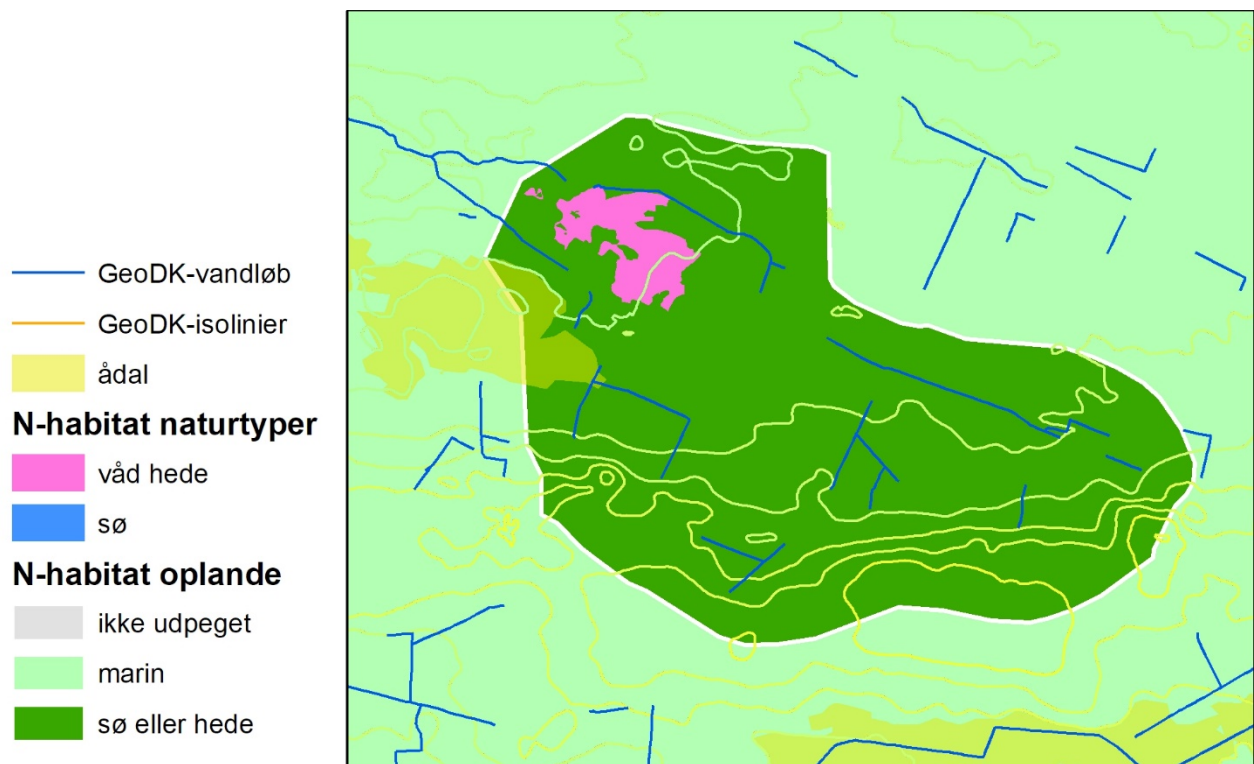 GeoDK-vandløb
GeoDK-isolinier
ådal
N-habitat naturtyper
våd hede
sø
N-habitat oplande
ikke udpeget
marin
sø eller hede